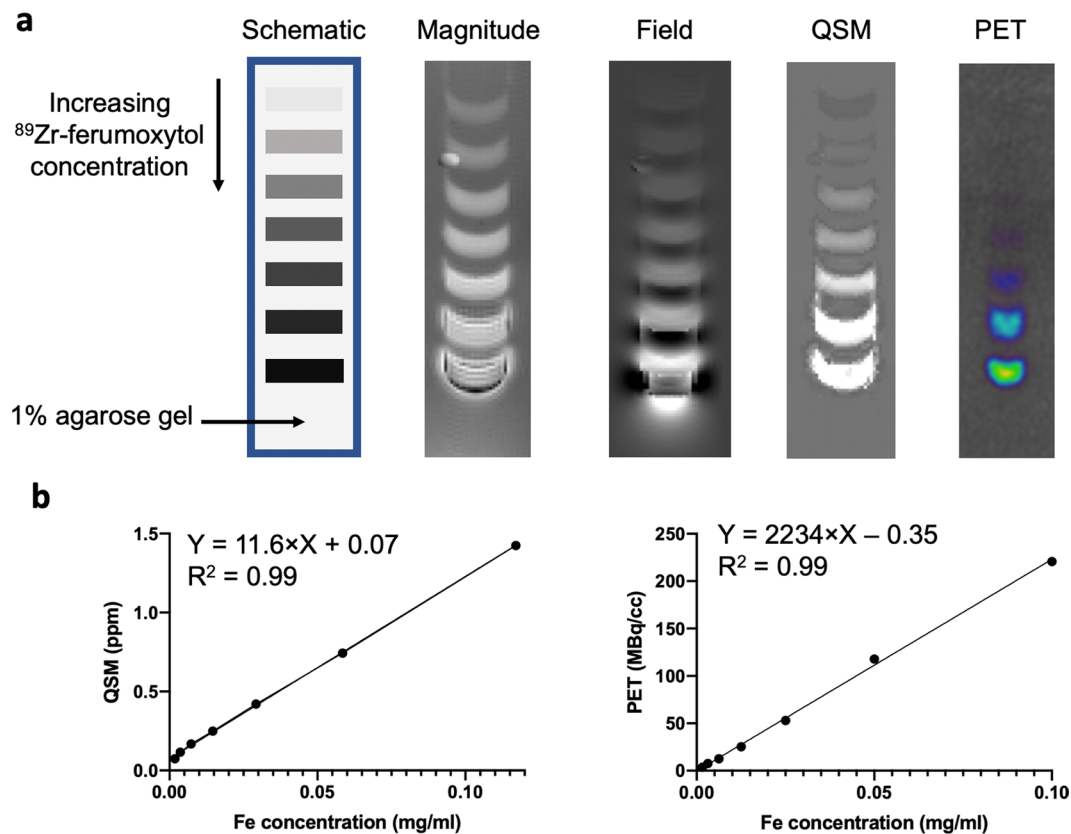 a
Schematic
Magnitude
Field
QSM
PET
Increasing
⁸⁹Zr-ferumoxytol
concentration
1% agarose gel
b
Y = 11.6×X + 0.07
R² = 0.99
QSM (ppm)
1.5
1.0
0.5
0.0
0.00
0.05
0.10
Fe concentration (mg/ml)
Y = 2234×X – 0.35
R² = 0.99
PET (MBq/cc)
250
200
150
100
50
0
0.00
0.05
0.10
Fe concentration (mg/ml)